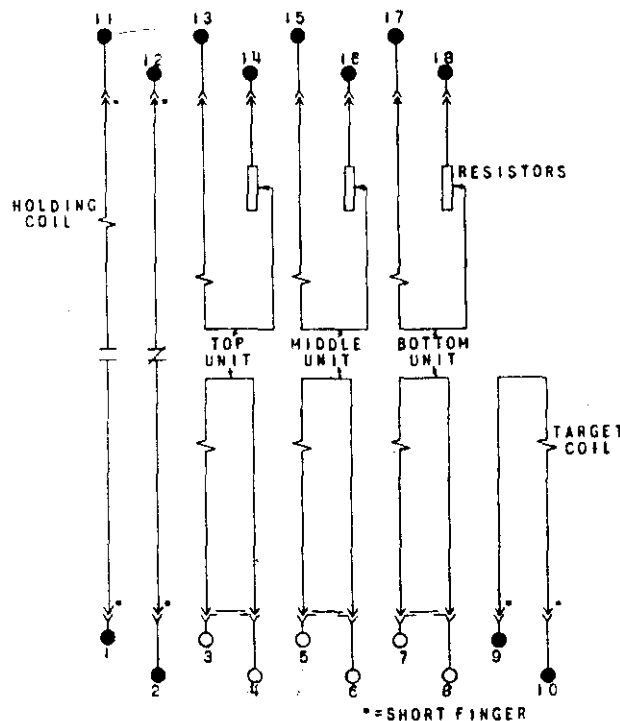 11 13 15 17
12 14 16 18
RESISTORS
HOLDING
COIL
TOP
UNIT
MIDDLE
UNIT
BOTTOM
UNIT
TARGET
COIL
1 3 5 7 9
2 4 6 8 10
*=SHORT FINGER